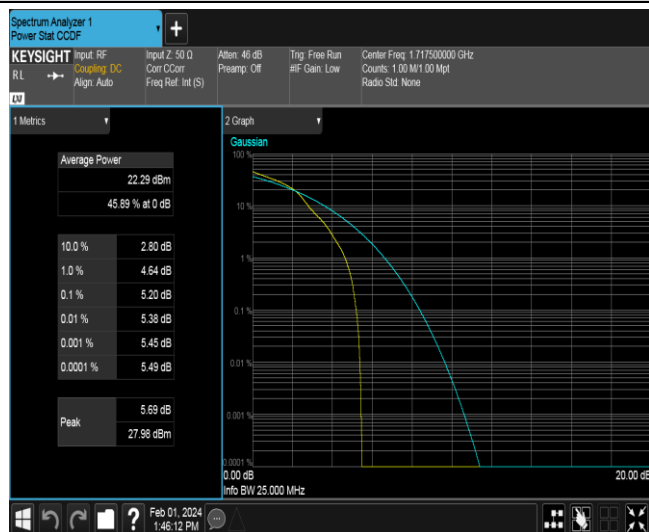 Spectrum Analyzer 1
Power Stat CCDF
+
KEYSIGHT
RL
LXI
Input: RF
Coupling: DC
Align: Auto
Input Z: 50 Ω
Corr CCorr
Freq Ref: Int (S)
Atten: 46 dB
Preamp: Off
Trig: Free Run
#IF Gain: Low
Center Freq: 1.717500000 GHz
Counts: 1.00 M/1.00 Mpt
Radio Std: None
1 Metrics
Average Power
22.29 dBm
45.89 % at 0 dB
10.0 % 2.80 dB
1.0 % 4.64 dB
0.1 % 5.20 dB
0.01 % 5.38 dB
0.001 % 5.45 dB
0.0001 % 5.49 dB
Peak
5.69 dB
27.98 dBm
2 Graph
Gaussian
100 %
10 %
1 %
0.1 %
0.01 %
0.001 %
0.0001 %
0.00 dB 20.00 dB
Info BW 25.000 MHz
?
Feb 01, 2024
1:46:12 PM